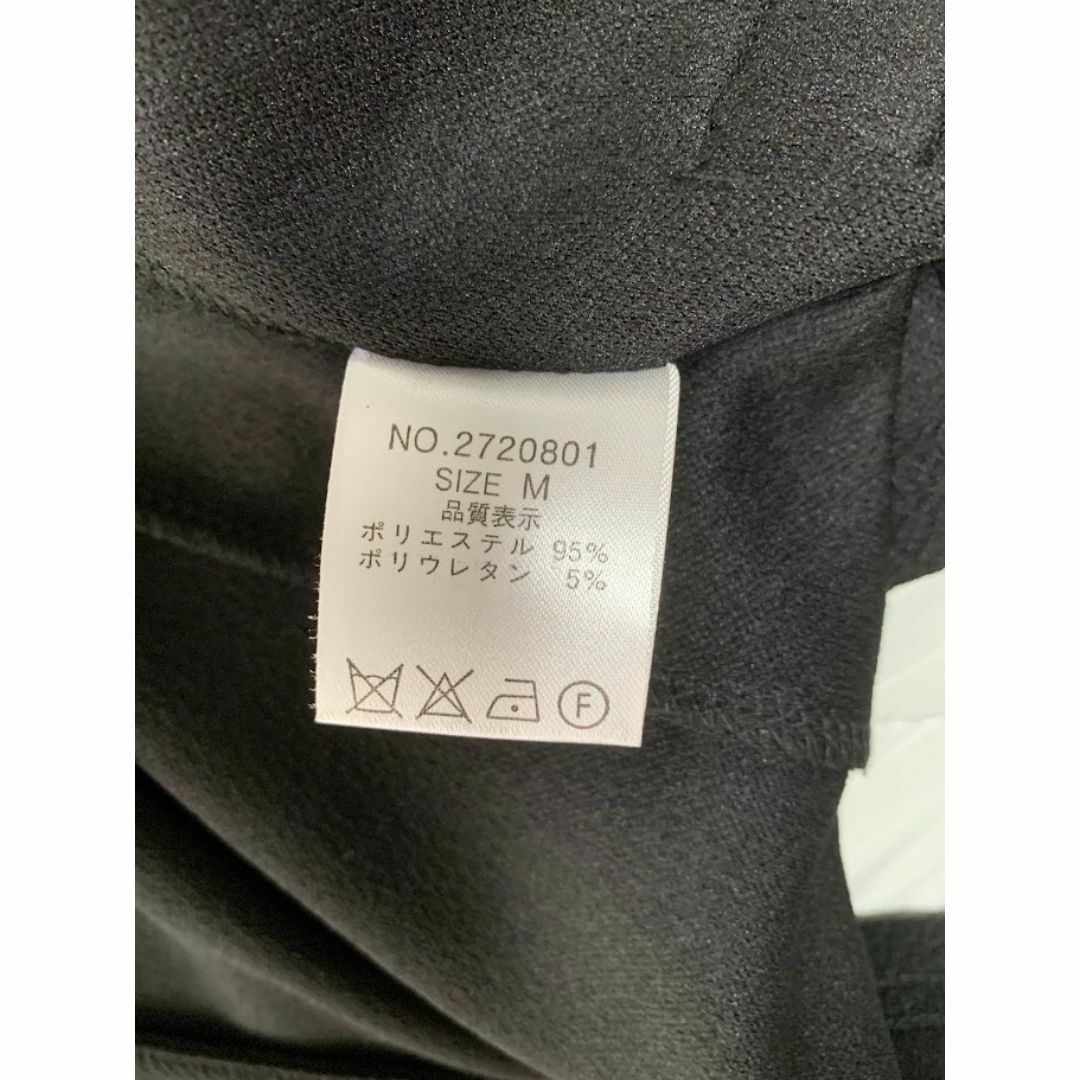 NO.2720801
SIZE M
品質表示
ポリエステル 95%
ポリウレタン 5%
F